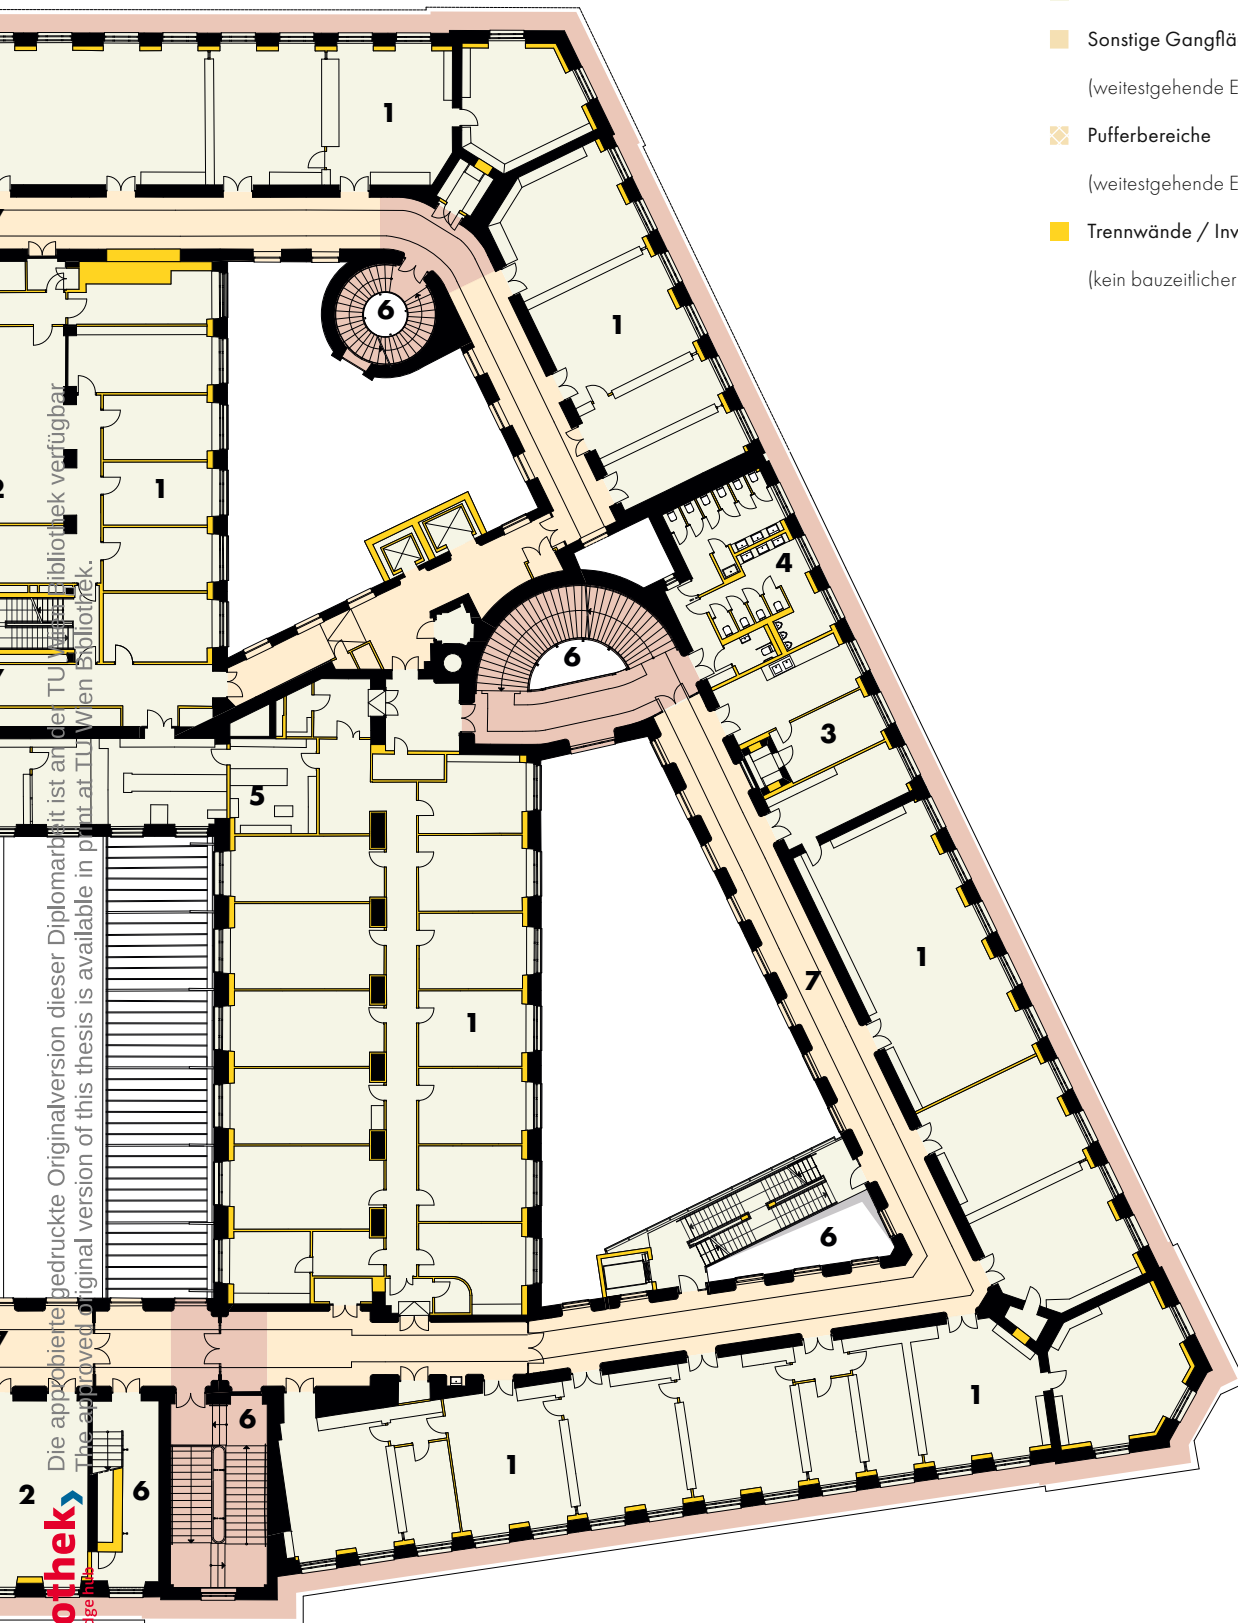 Sonstige Gangflä
(weitestgehende E
Pufferbereiche
(weitestgehende E
Trennwände / Inv
(kein bauzeitlicher
1
6
1
1
4
6
3
5
1
7
1
6
1
6
1
2
6
Die approbierte gedruckte Originalversion dieser Diplomarbeit ist an der TU Wien Bibliothek verfügbar
The approved original version of this thesis is available in print at TU Wien Bibliothek.
othek
dge hub